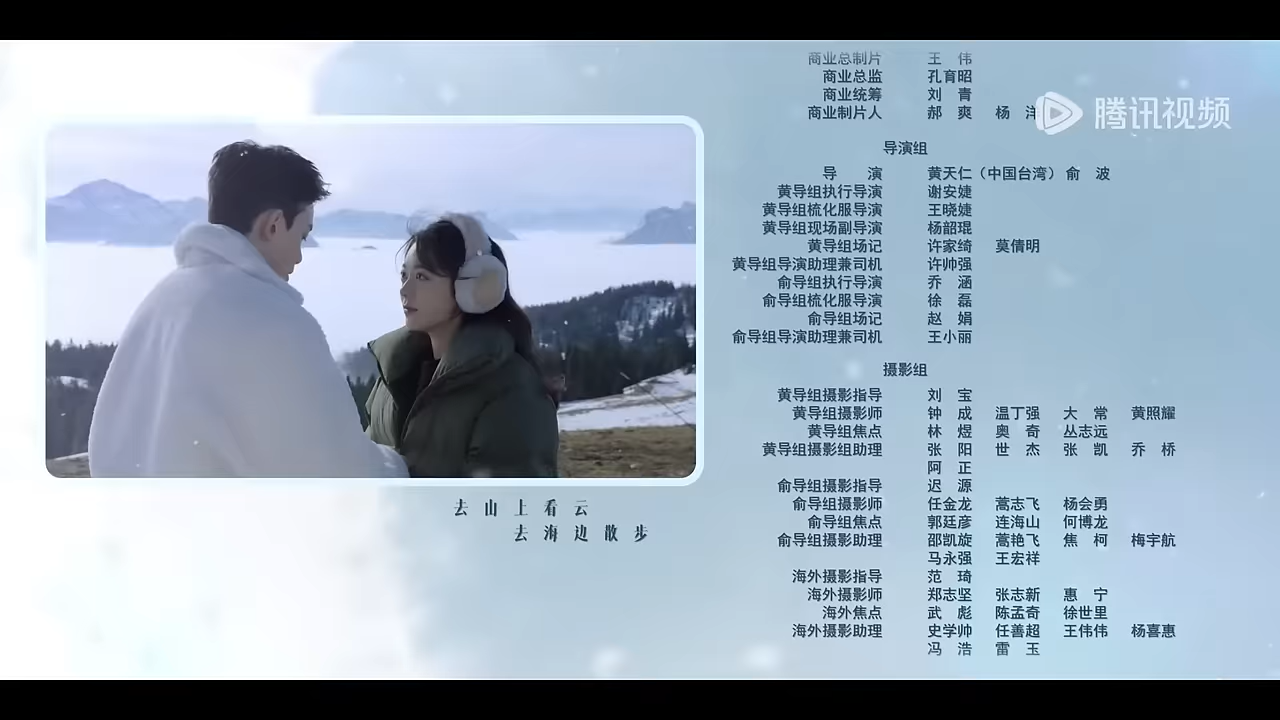 商业总制片 王 伟
商业总监 孔育昭
商业统筹 刘 青
商业制片人 郝 爽 杨 洋
腾讯视频
导演组
导 演 黄天仁（中国台湾） 俞 波
黄导组执行导演 谢安婕
黄导组梳化服导演 王晓婕
黄导组现场副导演 杨韶琨
黄导组场记 许家绮 莫倩明
黄导组导演助理兼司机 许帅强
俞导组执行导演 乔 涵
俞导组梳化服导演 徐 磊
俞导组场记 赵 娟
俞导组导演助理兼司机 王小丽
摄影组
黄导组摄影指导 刘 宝
黄导组摄影师 钟 成 温丁强 大 常 黄照耀
黄导组焦点 林 煜 奥 奇 丛志远
黄导组摄影组助理 张 阳 世 杰 张 凯 乔 桥
阿 正
俞导组摄影指导 迟 源
俞导组摄影师 任金龙 蒿志飞 杨会勇
俞导组焦点 郭廷彦 连海山 何博龙
俞导组摄影助理 邵凯旋 蒿艳飞 焦 柯 梅宇航
马永强 王宏祥
海外摄影指导 范 琦
海外摄影师 郑志坚 张志新 惠 宁
海外焦点 武 彪 陈孟奇 徐世里
海外摄影助理 史学帅 任善超 王伟伟 杨喜惠
冯 浩 雷 玉
去山上看云
去海边散步